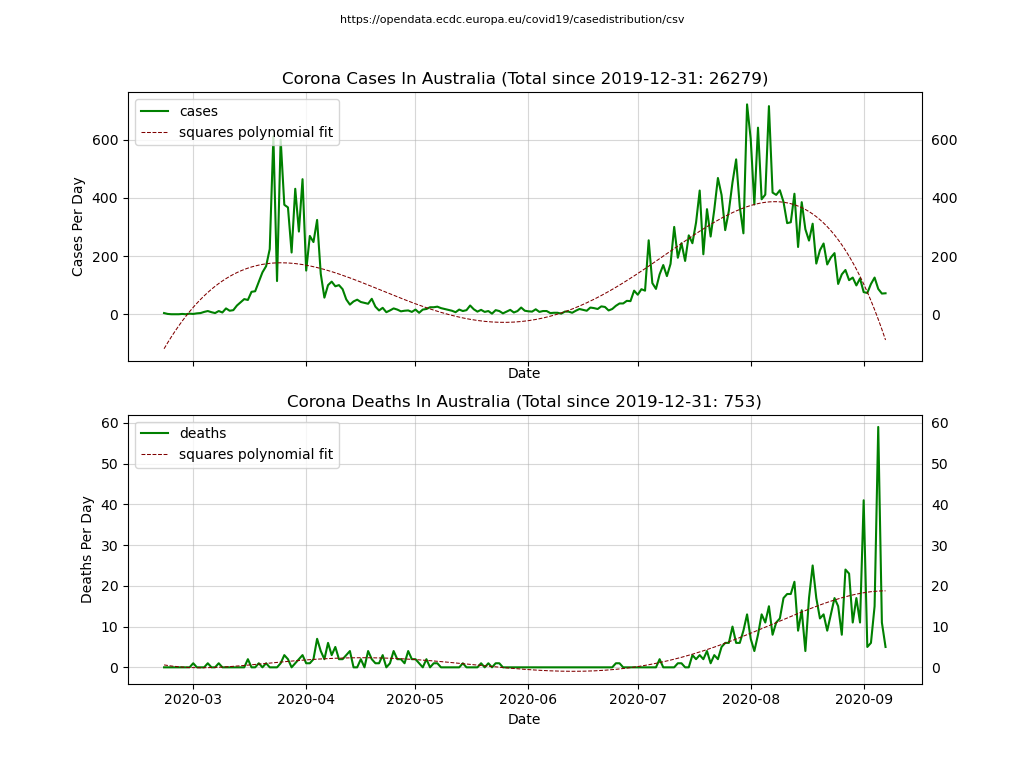 https://opendata.ecdc.europa.eu/covid19/casedistribution/csv
Corona Cases In Australia (Total since 2019-12-31: 26279)
cases
squares polynomial fit
Cases Per Day
600
400
200
0
600
400
200
0
Date
Corona Deaths In Australia (Total since 2019-12-31: 753)
deaths
squares polynomial fit
Deaths Per Day
60
50
40
30
20
10
0
60
50
40
30
20
10
0
2020-03 2020-04 2020-05 2020-06 2020-07 2020-08 2020-09
Date